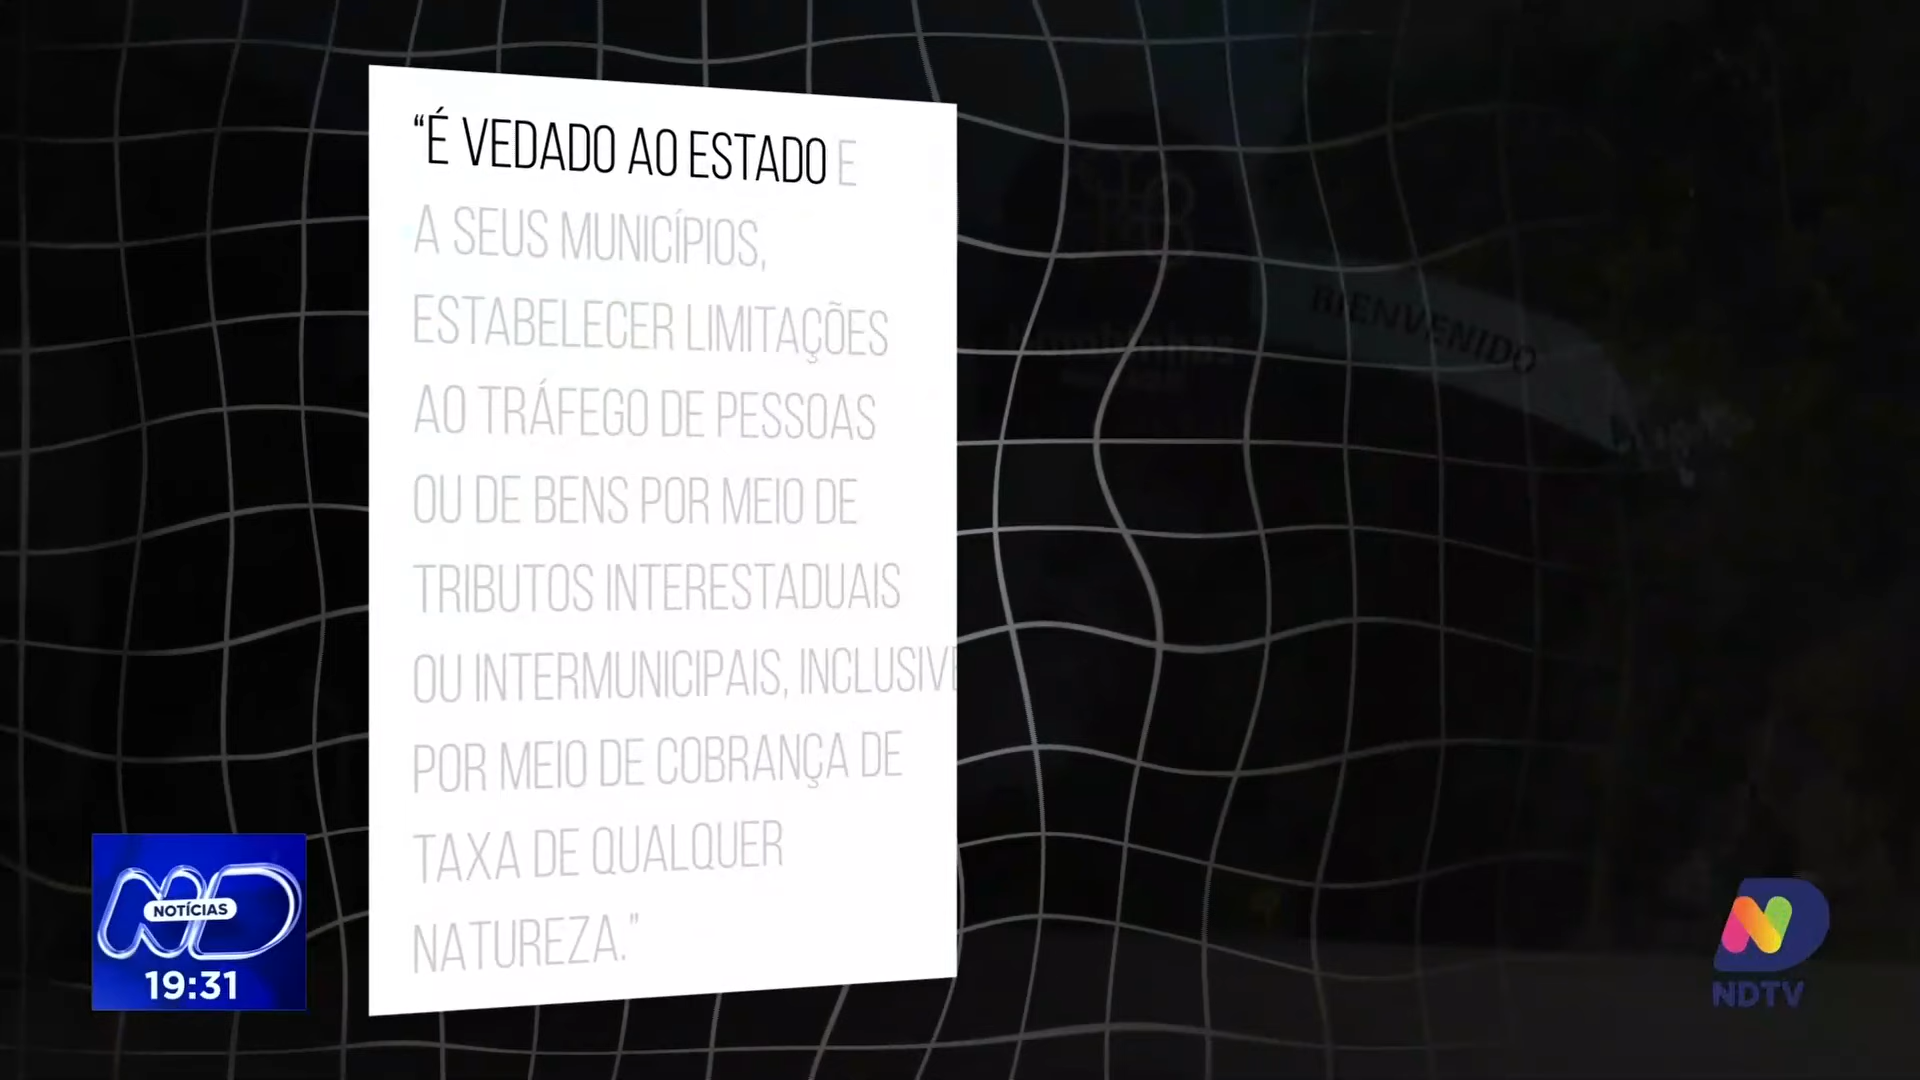 “É VEDADO AO ESTADO E
A SEUS MUNICÍPIOS,
ESTABELECER LIMITAÇÕES
AO TRÁFEGO DE PESSOAS
OU DE BENS POR MEIO DE
TRIBUTOS INTERESTADUAIS
OU INTERMUNICIPAIS, INCLUSIVE
POR MEIO DE COBRANÇA DE
TAXA DE QUALQUER
NATUREZA.”
BIENVENIDO
ND
NOTÍCIAS
19:31
NDTV